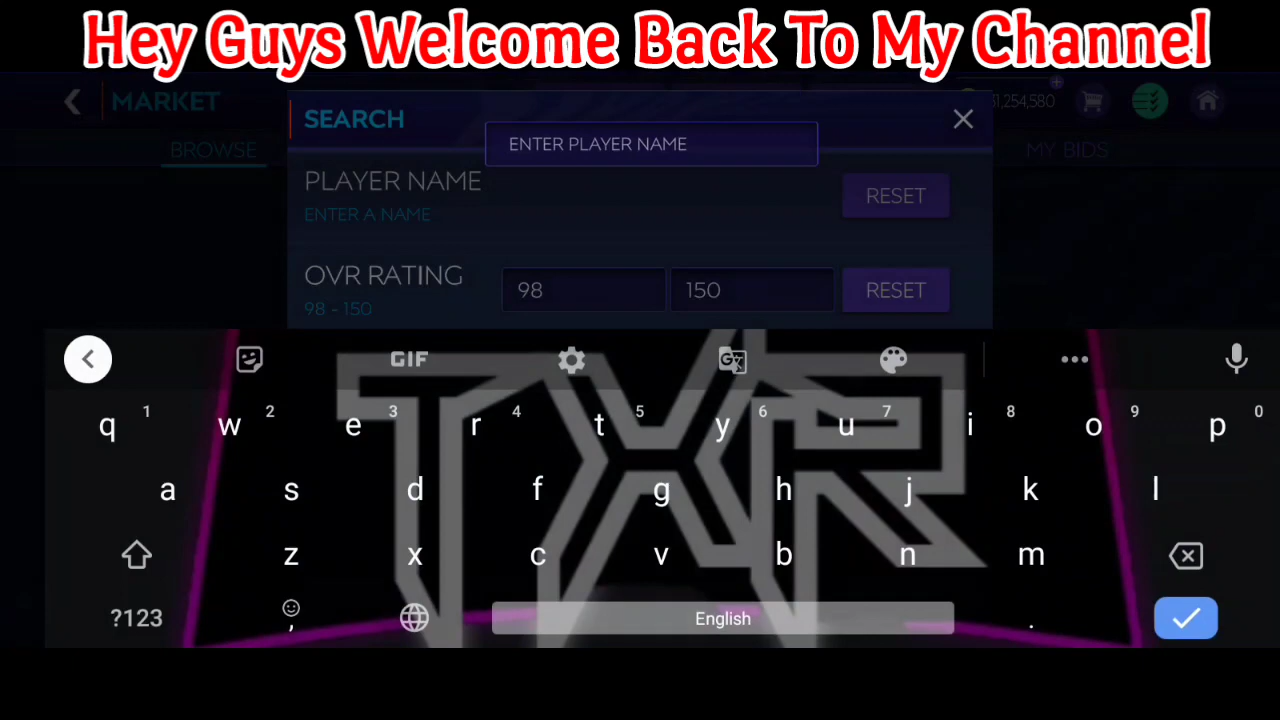 Hey Guys Welcome Back To My Channel
MARKET
SEARCH
31,254,580
ENTER PLAYER NAME
BROWSE
MY BIDS
PLAYER NAME
RESET
ENTER A NAME
OVR RATING
98
150
RESET
98 - 150
GIF
TXR
q 1 w 2 e 3 r 4 t 5 y 6 u 7 i 8 o 9 p 0
a s d f g h j k l
z x c v b n m
?123 , English .